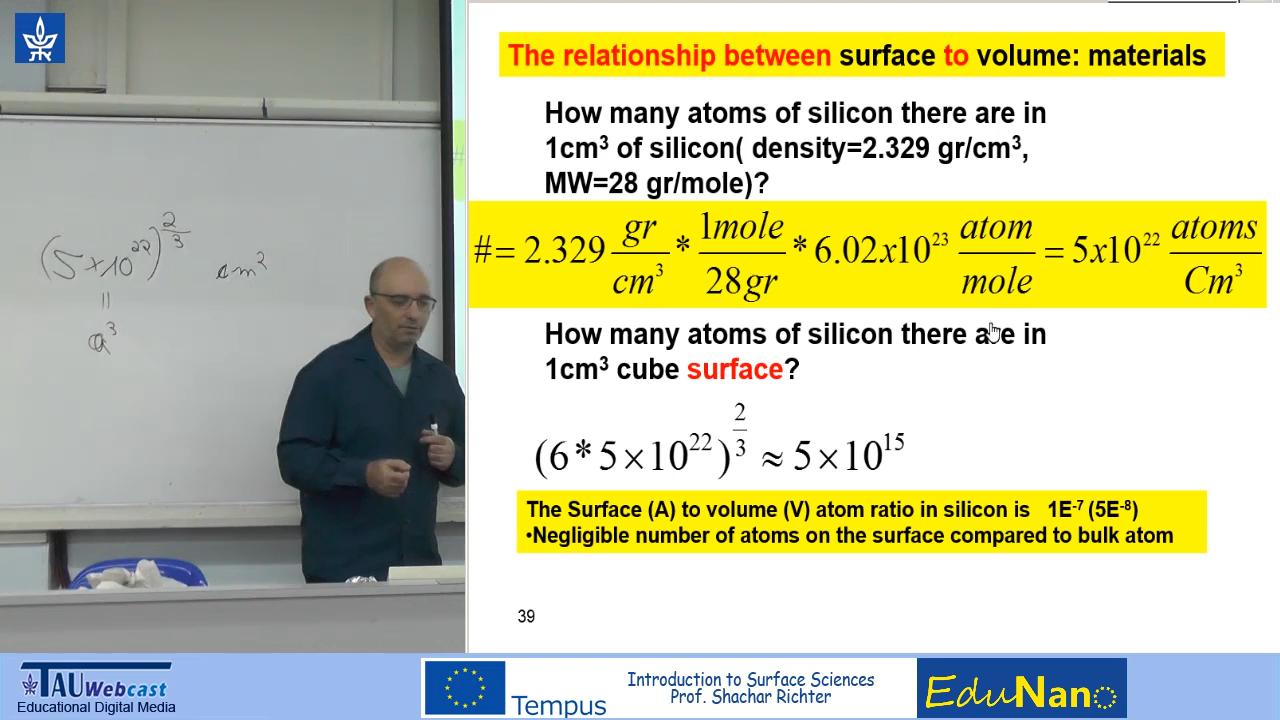 The relationship between surface to volume: materials
How many atoms of silicon there are in
1cm³ of silicon( density=2.329 gr/cm³,
MW=28 gr/mole)?
#= 2.329 gr/cm³ * 1mole/28gr * 6.02x10²³ atom/mole = 5x10²² atoms/Cm³
How many atoms of silicon there are in
1cm³ cube surface?
(6*5×10²²)^(2/3) ≈ 5×10¹⁵
The Surface (A) to volume (V) atom ratio in silicon is 1E⁻⁷ (5E⁻⁸)
•Negligible number of atoms on the surface compared to bulk atom
39
(5×10²²)^(2/3) cm²
=
a³
TAU Webcast
Educational Digital Media
Tempus
Introduction to Surface Sciences
Prof. Shachar Richter
EduNano